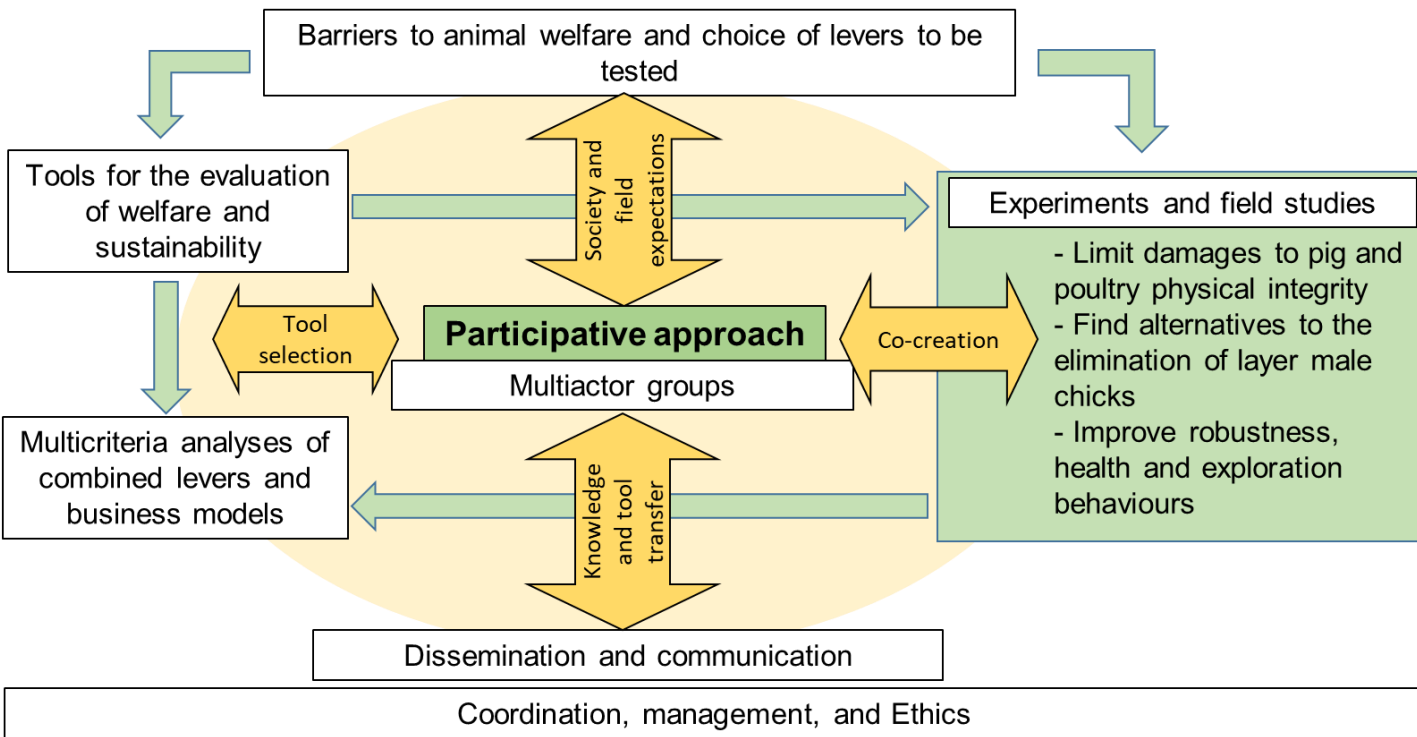 Barriers to animal welfare and choice of levers to be
tested
Tools for the evaluation
of welfare and
sustainability
Society and
field
expectations
Experiments and field studies
- Limit damages to pig and
poultry physical integrity
- Find alternatives to the
elimination of layer male
chicks
- Improve robustness,
health and exploration
behaviours
Tool
selection
Participative approach
Multiactor groups
Co-creation
Multicriteria analyses of
combined levers and
business models
Knowledge
and tool
transfer
Dissemination and communication
Coordination, management, and Ethics